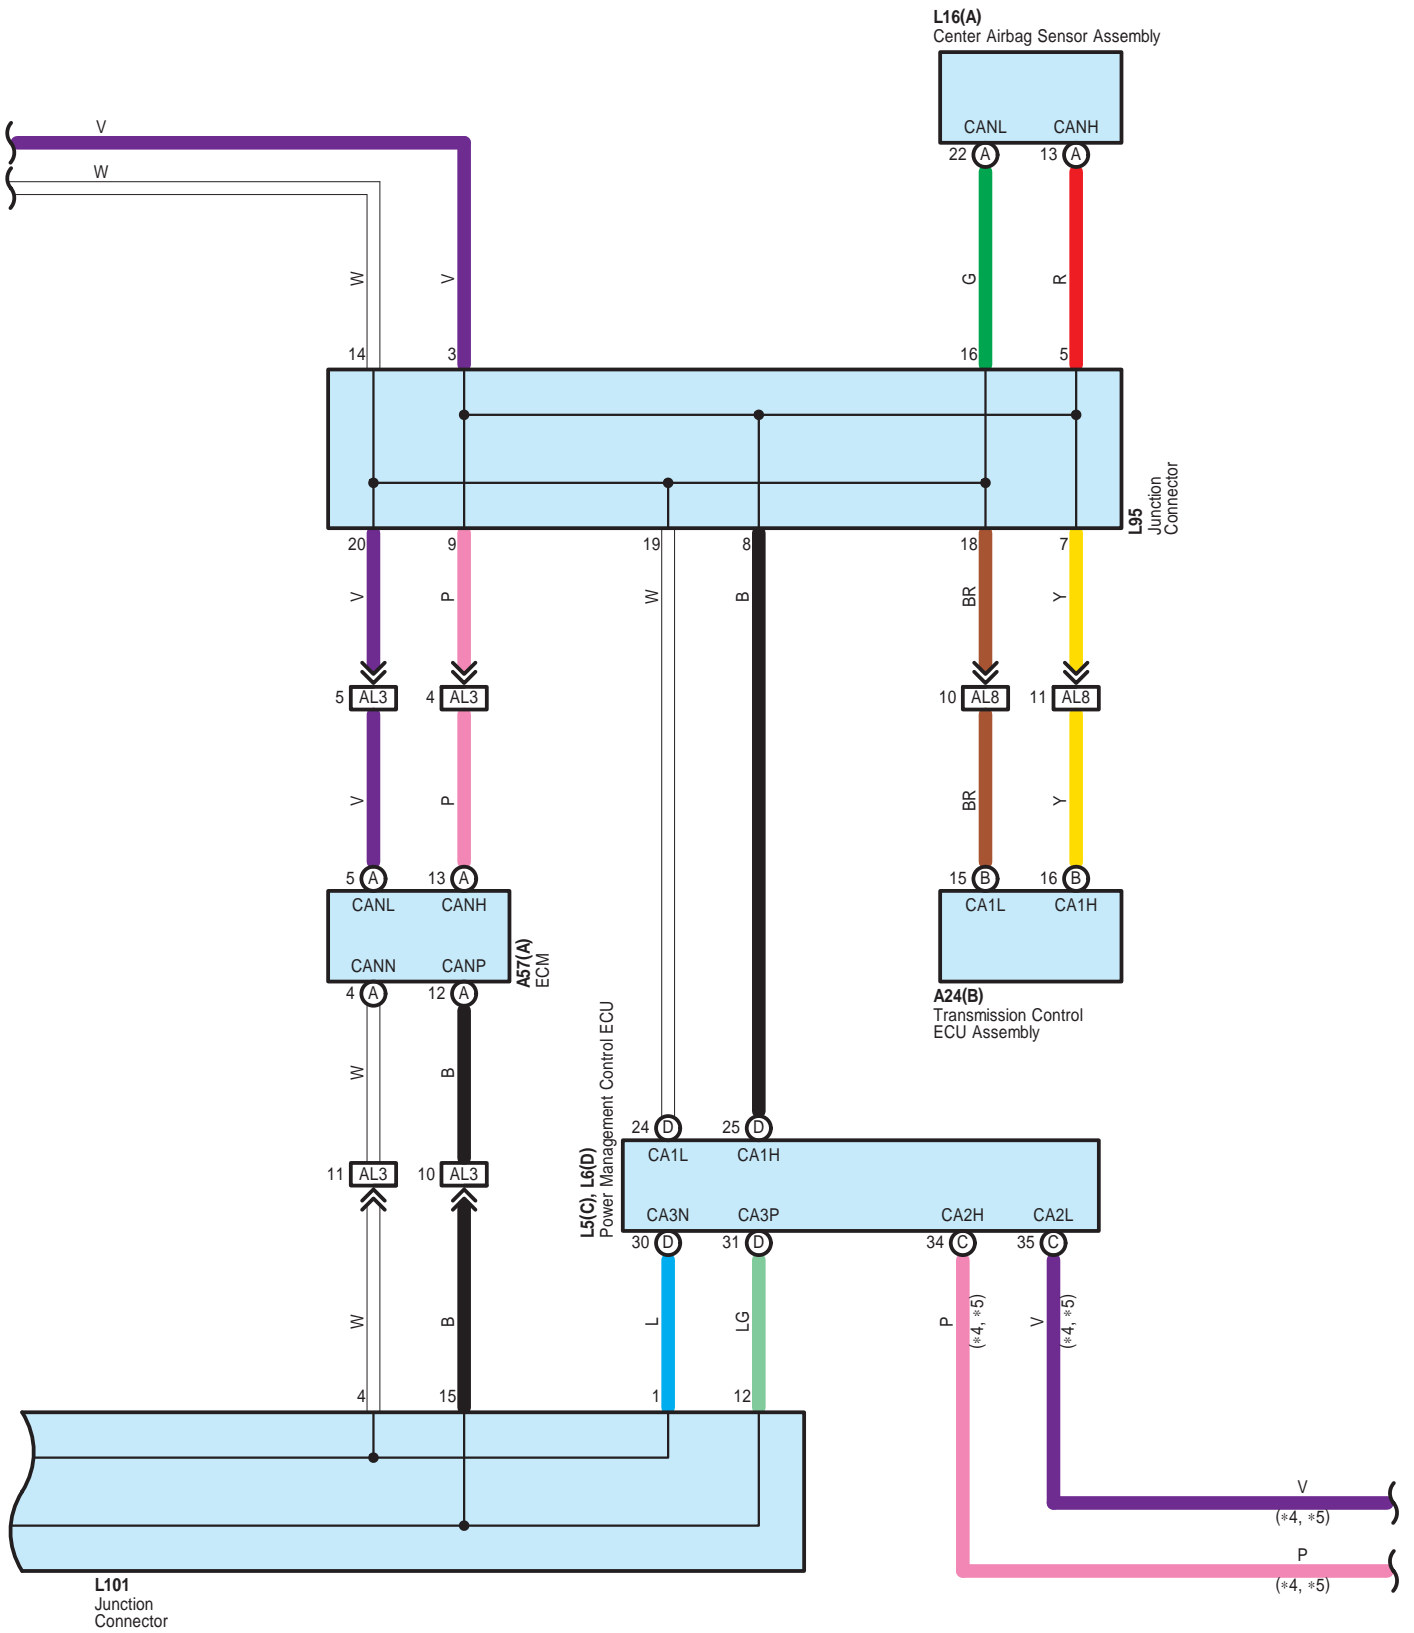 L16(A)
Center Airbag Sensor Assembly
CANL CANH
22 A 13 A
V
W
W V G R
14 3 16 5
L95
Junction
Connector
20 9 19 8 18 7
V P W B BR Y
5 AL3 4 AL3 10 AL8 11 AL8
V P BR Y
5 A 13 A 15 B 16 B
CANL CANH CA1L CA1H
CANN CANP
A57(A)
ECM
4 A 12 A
A24(B)
Transmission Control
ECU Assembly
W B
L5(C), L6(D)
Power Management Control ECU
24 D 25 D
CA1L CA1H
11 AL3 10 AL3
CA3N CA3P CA2H CA2L
30 D 31 D 34 C 35 C
W B L LG P V
(*4, *5) (*4, *5)
4 15 1 12
V
(*4, *5)
P
(*4, *5)
L101
Junction
Connector